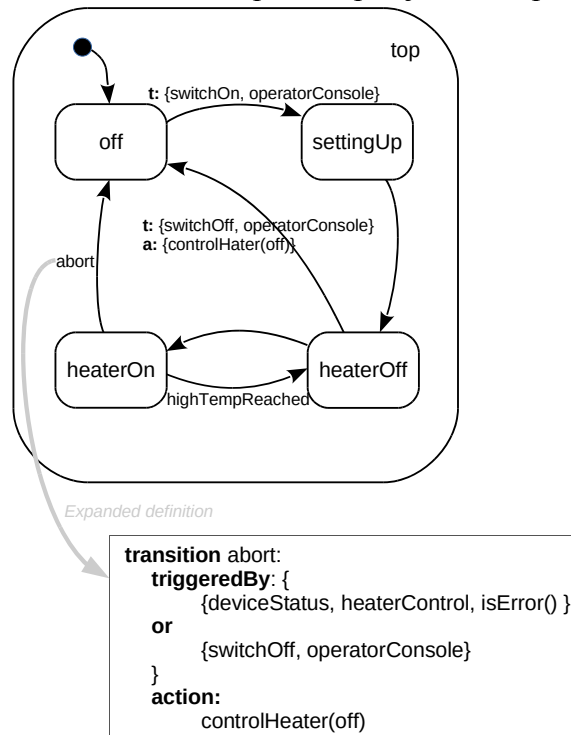 top
t: {switchOn, operatorConsole}
off
settingUp
t: {switchOff, operatorConsole}
a: {controlHater(off)}
abort
heaterOn
heaterOff
highTempReached
Expanded definition
transition abort:
triggeredBy: {
{deviceStatus, heaterControl, isError() }
or
{switchOff, operatorConsole}
}
action:
controlHeater(off)